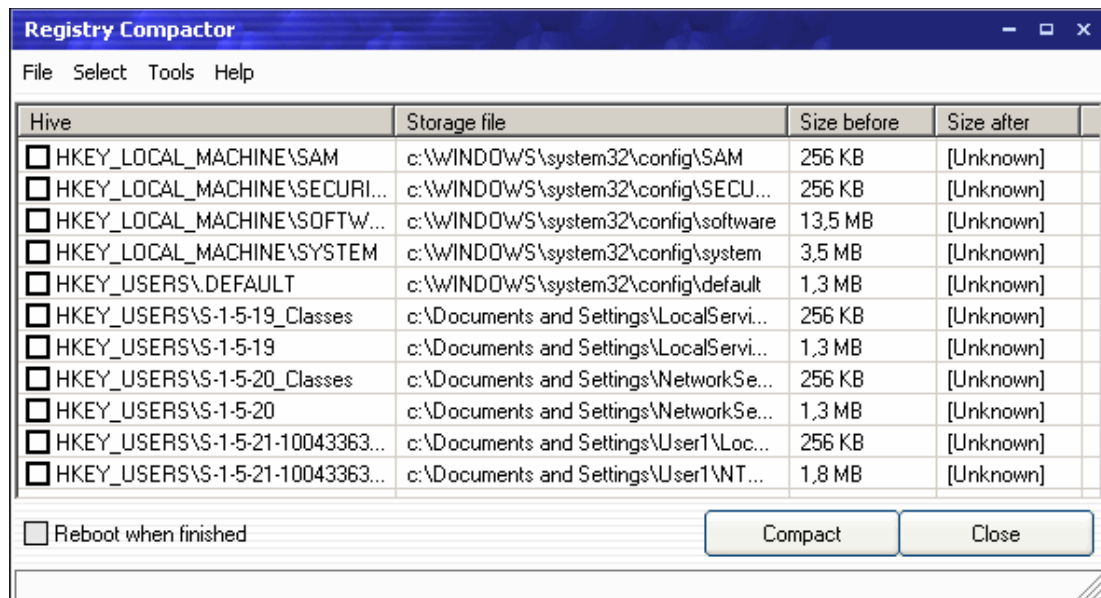 Registry Compactor
File Select Tools Help
Hive Storage file Size before Size after
HKEY_LOCAL_MACHINE\SAM c:\WINDOWS\system32\config\SAM 256 KB [Unknown]
HKEY_LOCAL_MACHINE\SECURI... c:\WINDOWS\system32\config\SECU... 256 KB [Unknown]
HKEY_LOCAL_MACHINE\SOFTW... c:\WINDOWS\system32\config\software 13,5 MB [Unknown]
HKEY_LOCAL_MACHINE\SYSTEM c:\WINDOWS\system32\config\system 3,5 MB [Unknown]
HKEY_USERS\.DEFAULT c:\WINDOWS\system32\config\default 1,3 MB [Unknown]
HKEY_USERS\S-1-5-19_Classes c:\Documents and Settings\LocalServi... 256 KB [Unknown]
HKEY_USERS\S-1-5-19 c:\Documents and Settings\LocalServi... 1,3 MB [Unknown]
HKEY_USERS\S-1-5-20_Classes c:\Documents and Settings\NetworkSe... 256 KB [Unknown]
HKEY_USERS\S-1-5-20 c:\Documents and Settings\NetworkSe... 1,3 MB [Unknown]
HKEY_USERS\S-1-5-21-10043363... c:\Documents and Settings\User1\Loc... 256 KB [Unknown]
HKEY_USERS\S-1-5-21-10043363... c:\Documents and Settings\User1\NT... 1,8 MB [Unknown]
Reboot when finished Compact Close